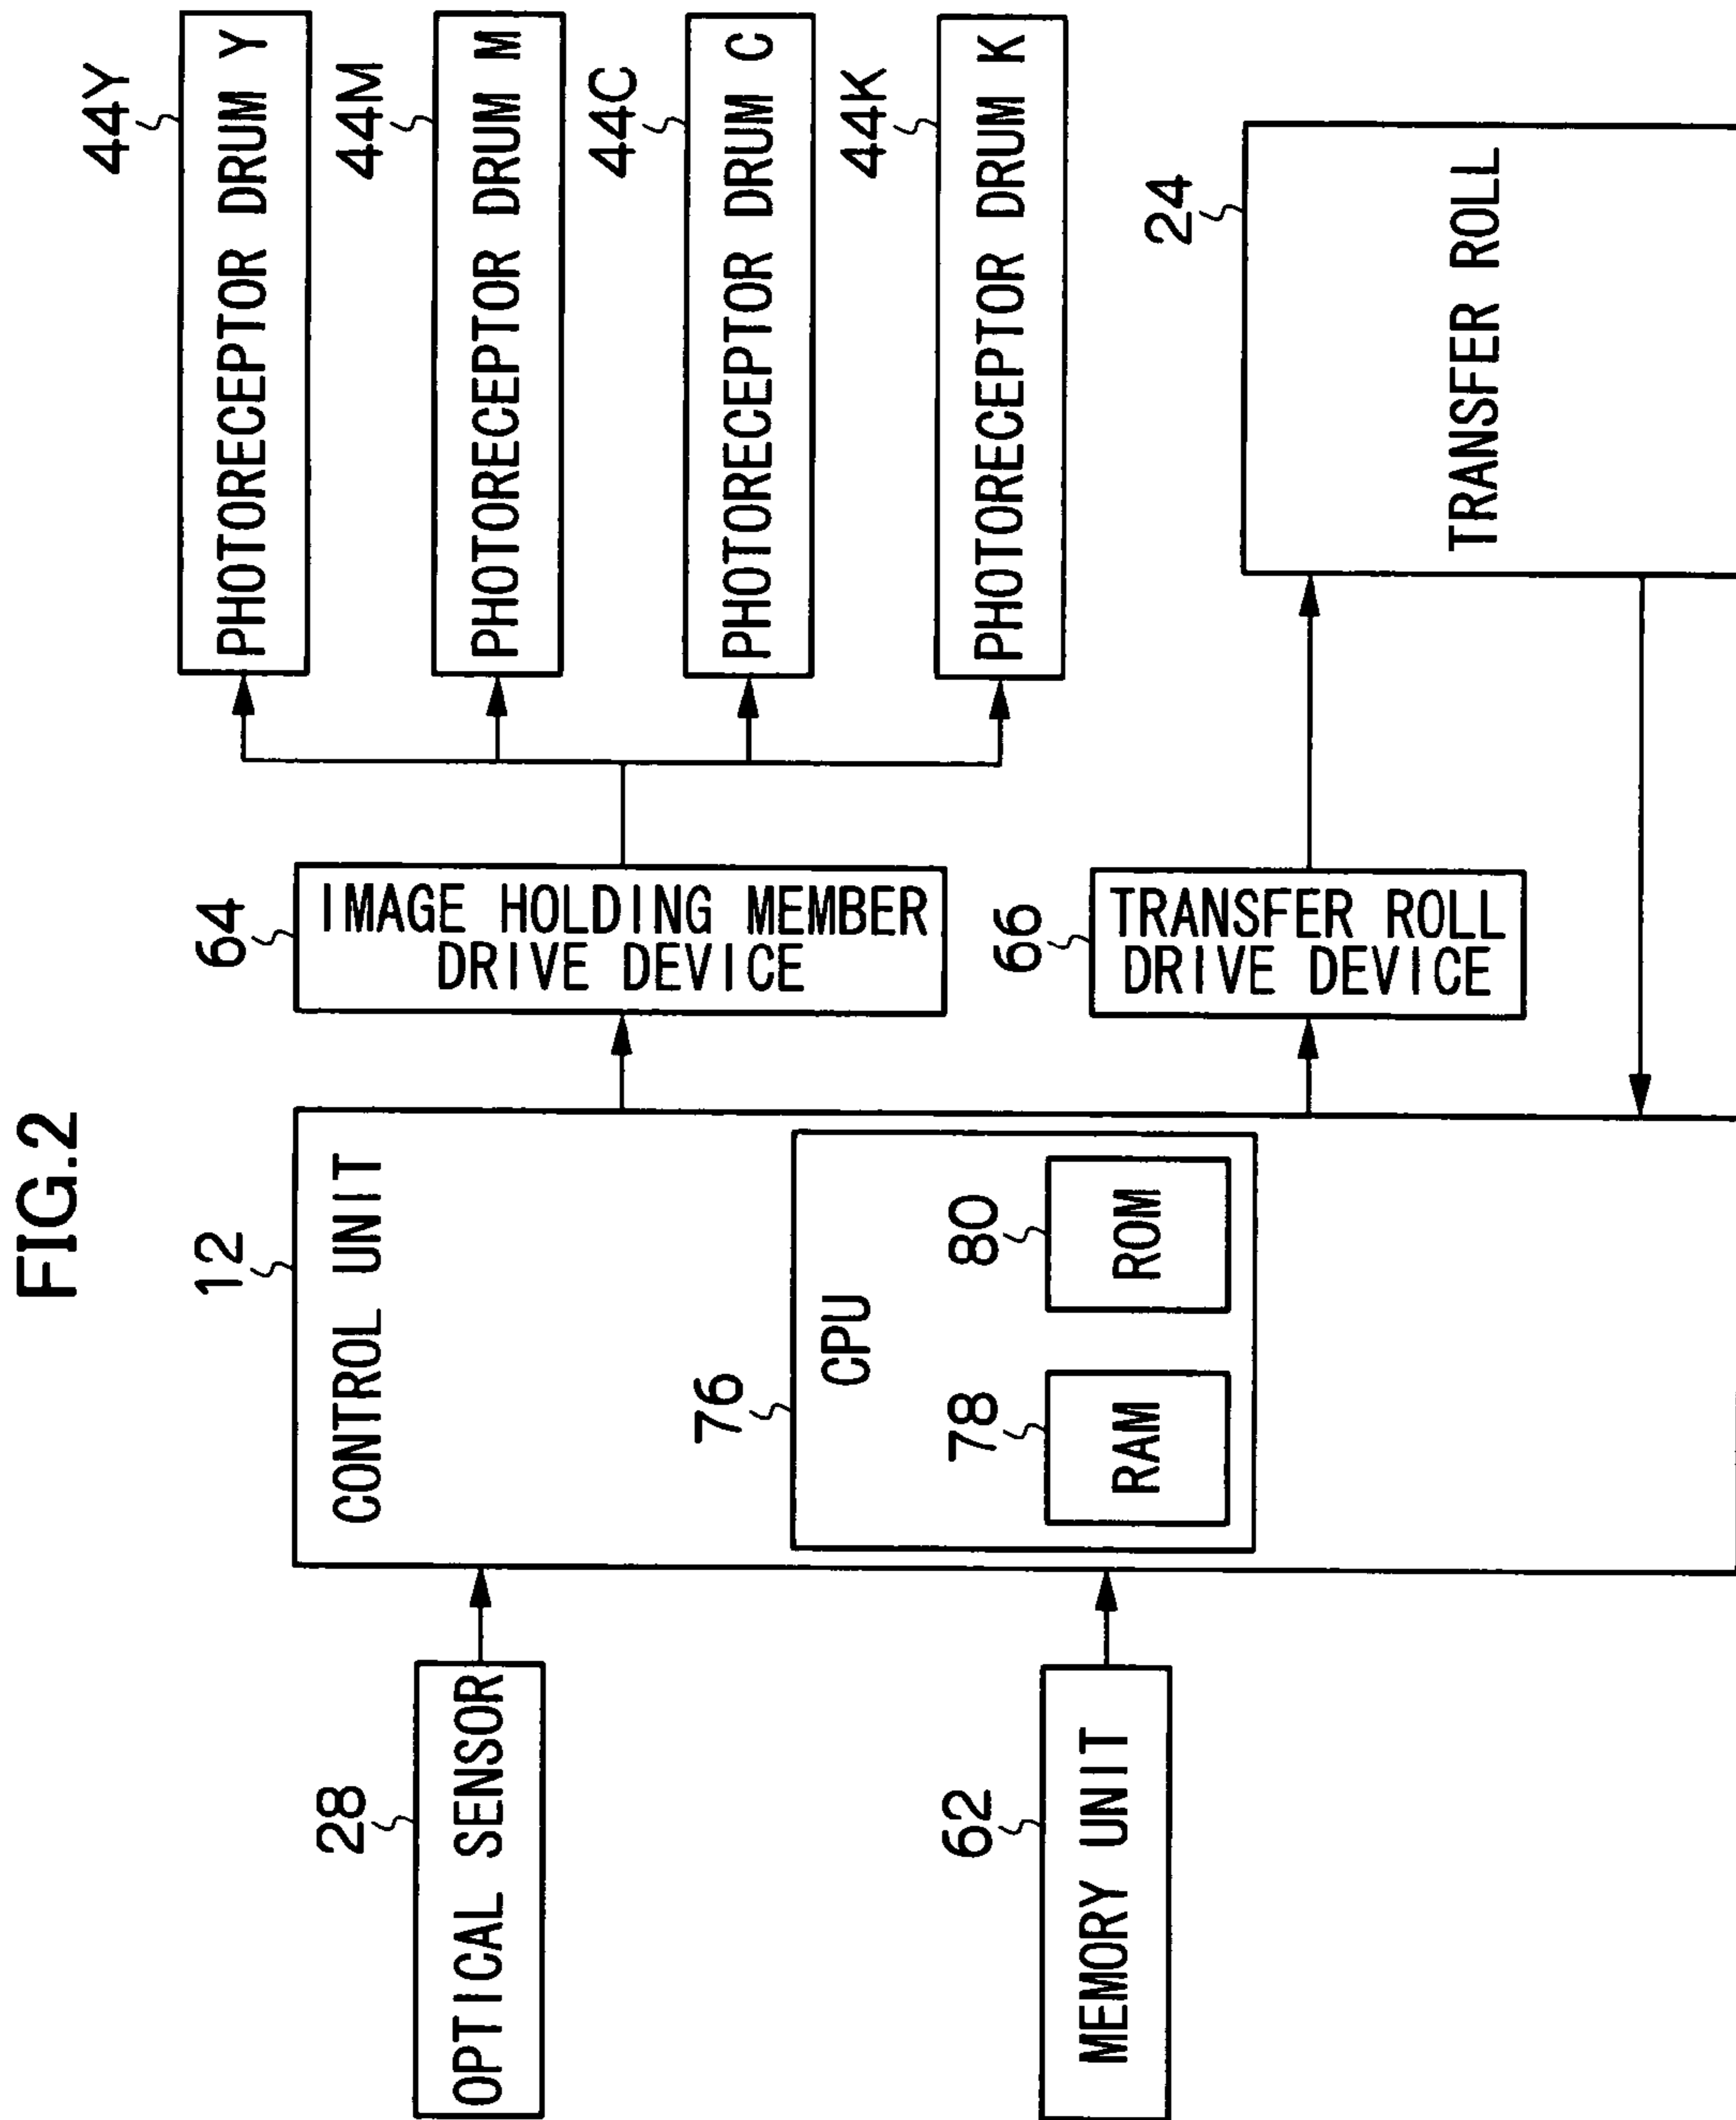 FIG.2
28
OPTICAL SENSOR
62
MEMORY UNIT
12
CONTROL UNIT
76
CPU
78
RAM
80
ROM
64
IMAGE HOLDING MEMBER
DRIVE DEVICE
66
TRANSFER ROLL
DRIVE DEVICE
44Y
PHOTORECEPTOR DRUM Y
44M
PHOTORECEPTOR DRUM M
44C
PHOTORECEPTOR DRUM C
44K
PHOTORECEPTOR DRUM K
24
TRANSFER ROLL